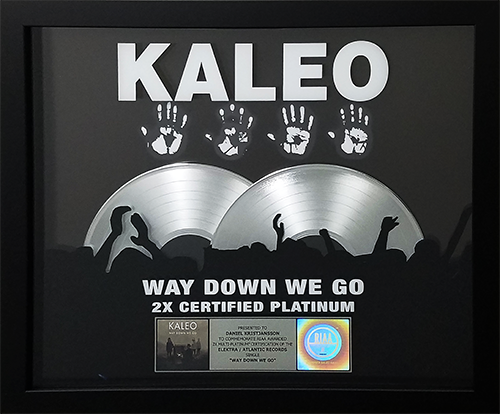 KALEO
WAY DOWN WE GO
2X CERTIFIED PLATINUM
KALEO
WAY DOWN WE GO
PRESENTED TO
DANIEL KRISTJANSSON
TO COMMEMORATE RIAA AWARDED
2X MULTI-PLATINUM CERTIFICATION OF THE
ELEKTRA / ATLANTIC RECORDS
SINGLE
"WAY DOWN WE GO"
RIAA